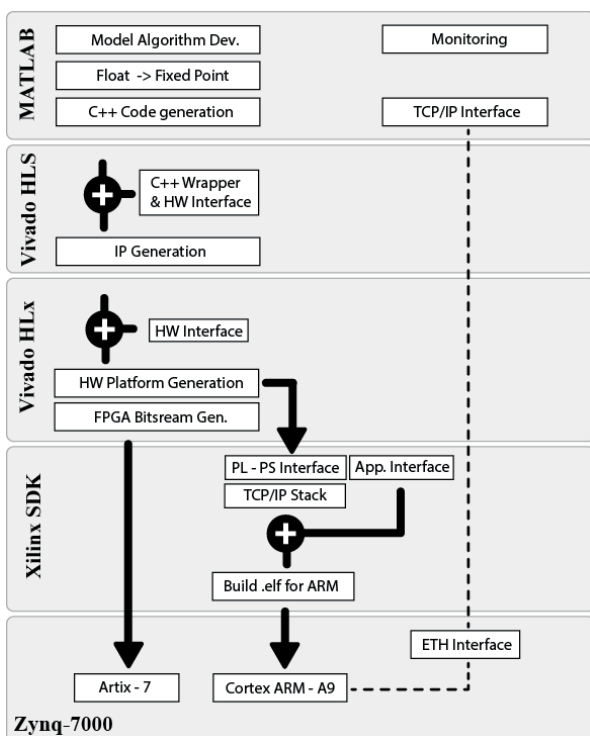 MATLAB
Model Algorithm Dev.
Monitoring
Float -> Fixed Point
C++ Code generation
TCP/IP Interface
Vivado HLS
C++ Wrapper
& HW Interface
IP Generation
Vivado HLx
HW Interface
HW Platform Generation
FPGA Bitsream Gen.
Xilinx SDK
PL - PS Interface
App. Interface
TCP/IP Stack
Build .elf for ARM
ETH Interface
Artix - 7
Cortex ARM - A9
Zynq-7000